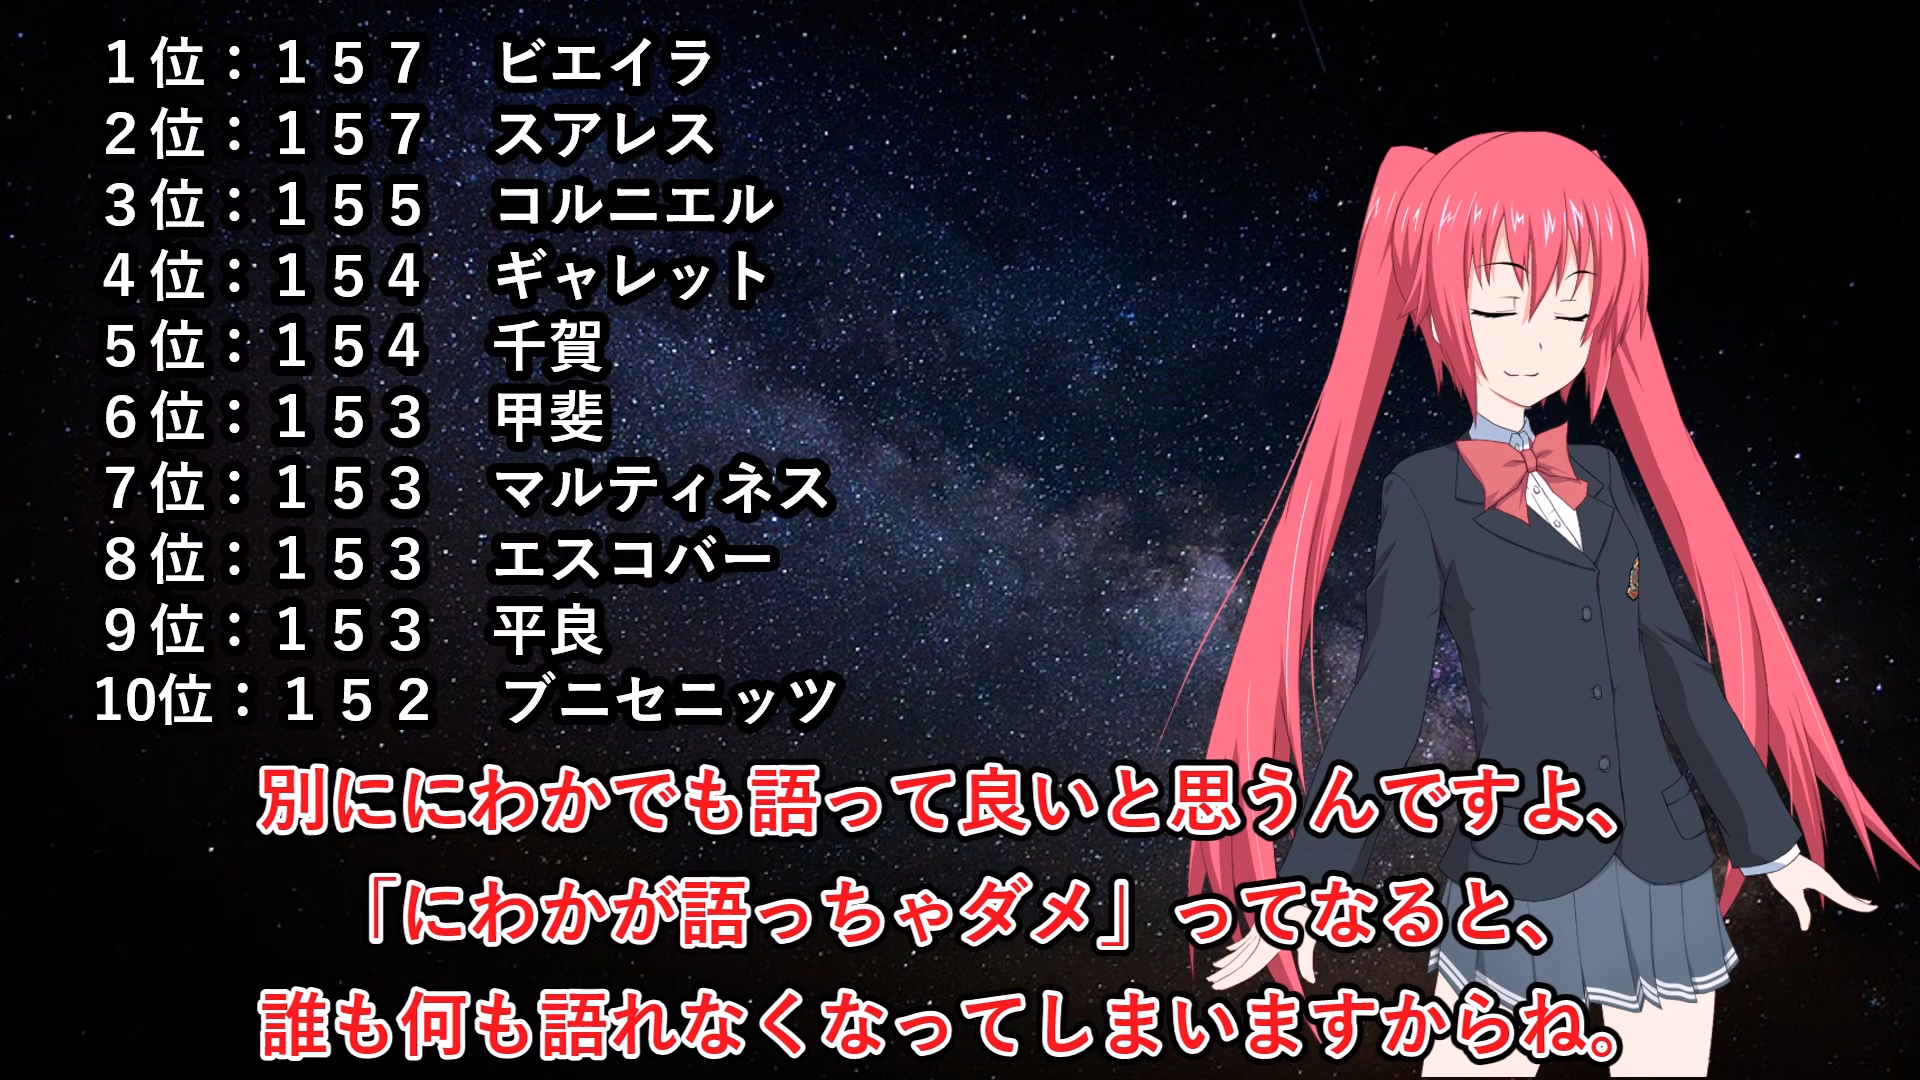 １位：１５７　ビエイラ
２位：１５７　スアレス
３位：１５５　コルニエル
４位：１５４　ギャレット
５位：１５４　千賀
６位：１５３　甲斐
７位：１５３　マルティネス
８位：１５３　エスコバー
９位：１５３　平良
10位：１５２　ブニセニッツ
別ににわかでも語って良いと思うんですよ、
「にわかが語っちゃダメ」ってなると、
誰も何も語れなくなってしまいますからね。